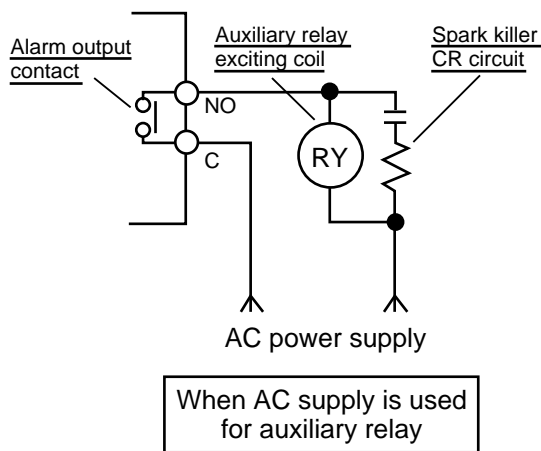 Alarm output
contact
Auxiliary relay
exciting coil
Spark killer
CR circuit
NO
C
RY
AC power supply
When AC supply is used
for auxiliary relay